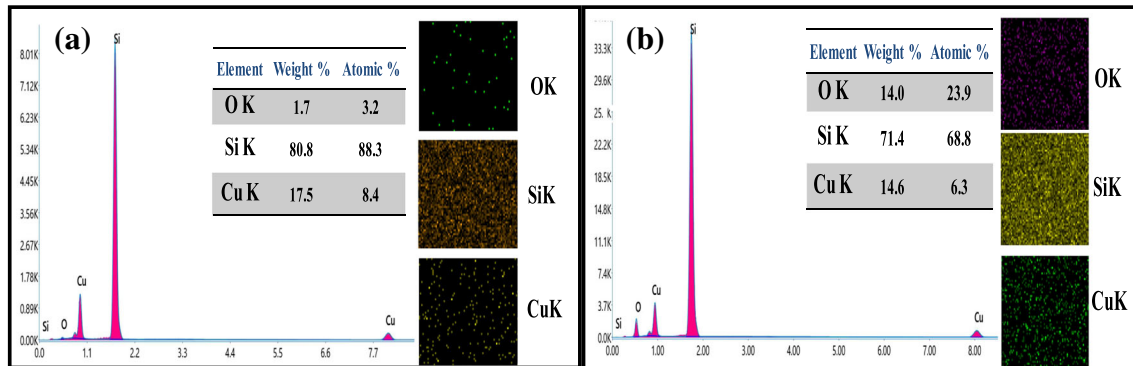 (a)
8.01K
7.12K
6.23K
5.34K
4.45K
3.56K
2.67K
1.78K
0.89K
0.00K
Si
Cu
Si
O
Cu
0.0 1.1 2.2 3.3 4.4 5.5 6.6 7.7
Element Weight % Atomic %
O K 1.7 3.2
Si K 80.8 88.3
Cu K 17.5 8.4
OK
SiK
CuK
(b)
33.3K
29.6K
25. K
22.2K
18.5K
14.8K
11.1K
7.4K
3.7K
0.00
Si
Cu
O
Si
Cu
0.00 1.00 2.00 3.00 4.00 5.00 6.00 7.00 8.00
Element Weight % Atomic %
O K 14.0 23.9
Si K 71.4 68.8
Cu K 14.6 6.3
OK
SiK
CuK